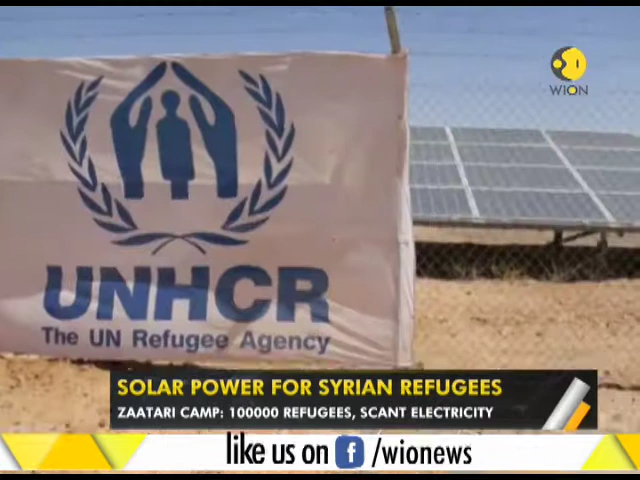 WION
UNHCR
The UN Refugee Agency
SOLAR POWER FOR SYRIAN REFUGEES
ZAATARI CAMP: 100000 REFUGEES, SCANT ELECTRICITY
like us on f /wionews